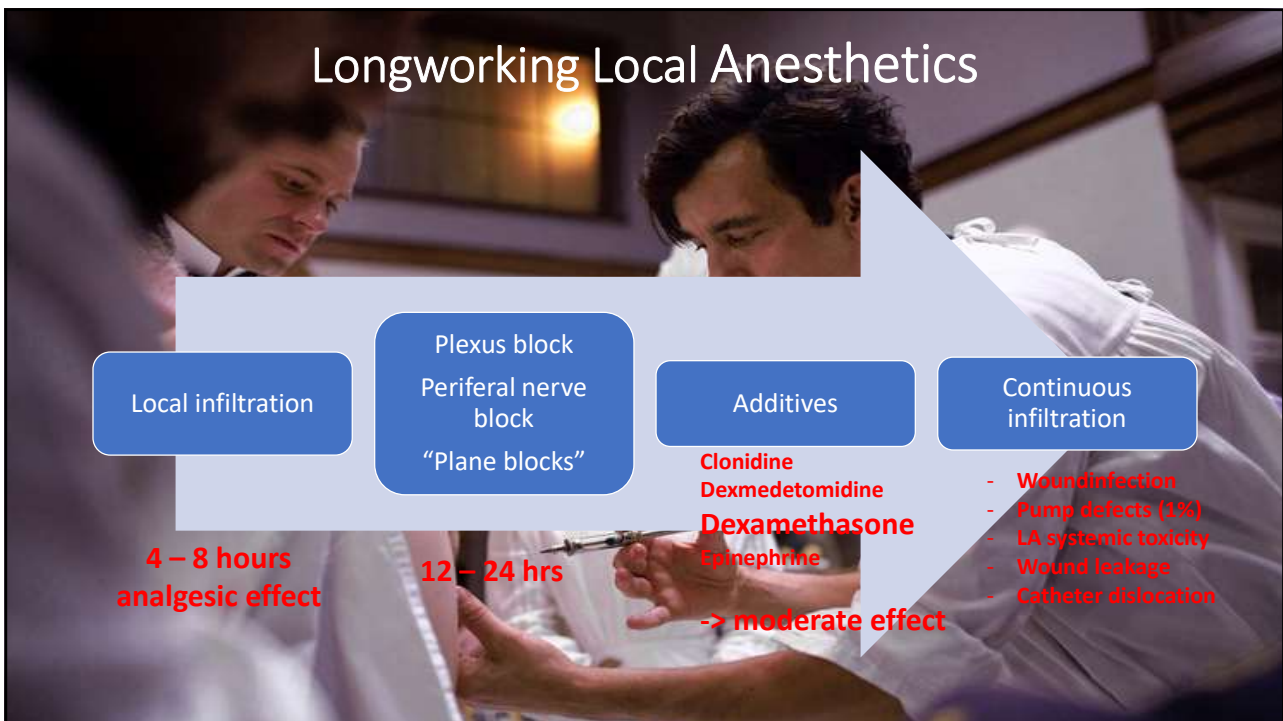 Longworking Local Anesthetics
Local infiltration
4 – 8 hours
analgesic effect
Plexus block
Periferal nerve
block
“Plane blocks”
12 – 24 hrs
Additives
Clonidine
Dexmedetomidine
Dexamethasone
Epinephrine
-> moderate effect
Continuous
infiltration
- Woundinfection
- Pump defects (1%)
- LA systemic toxicity
- Wound leakage
- Catheter dislocation